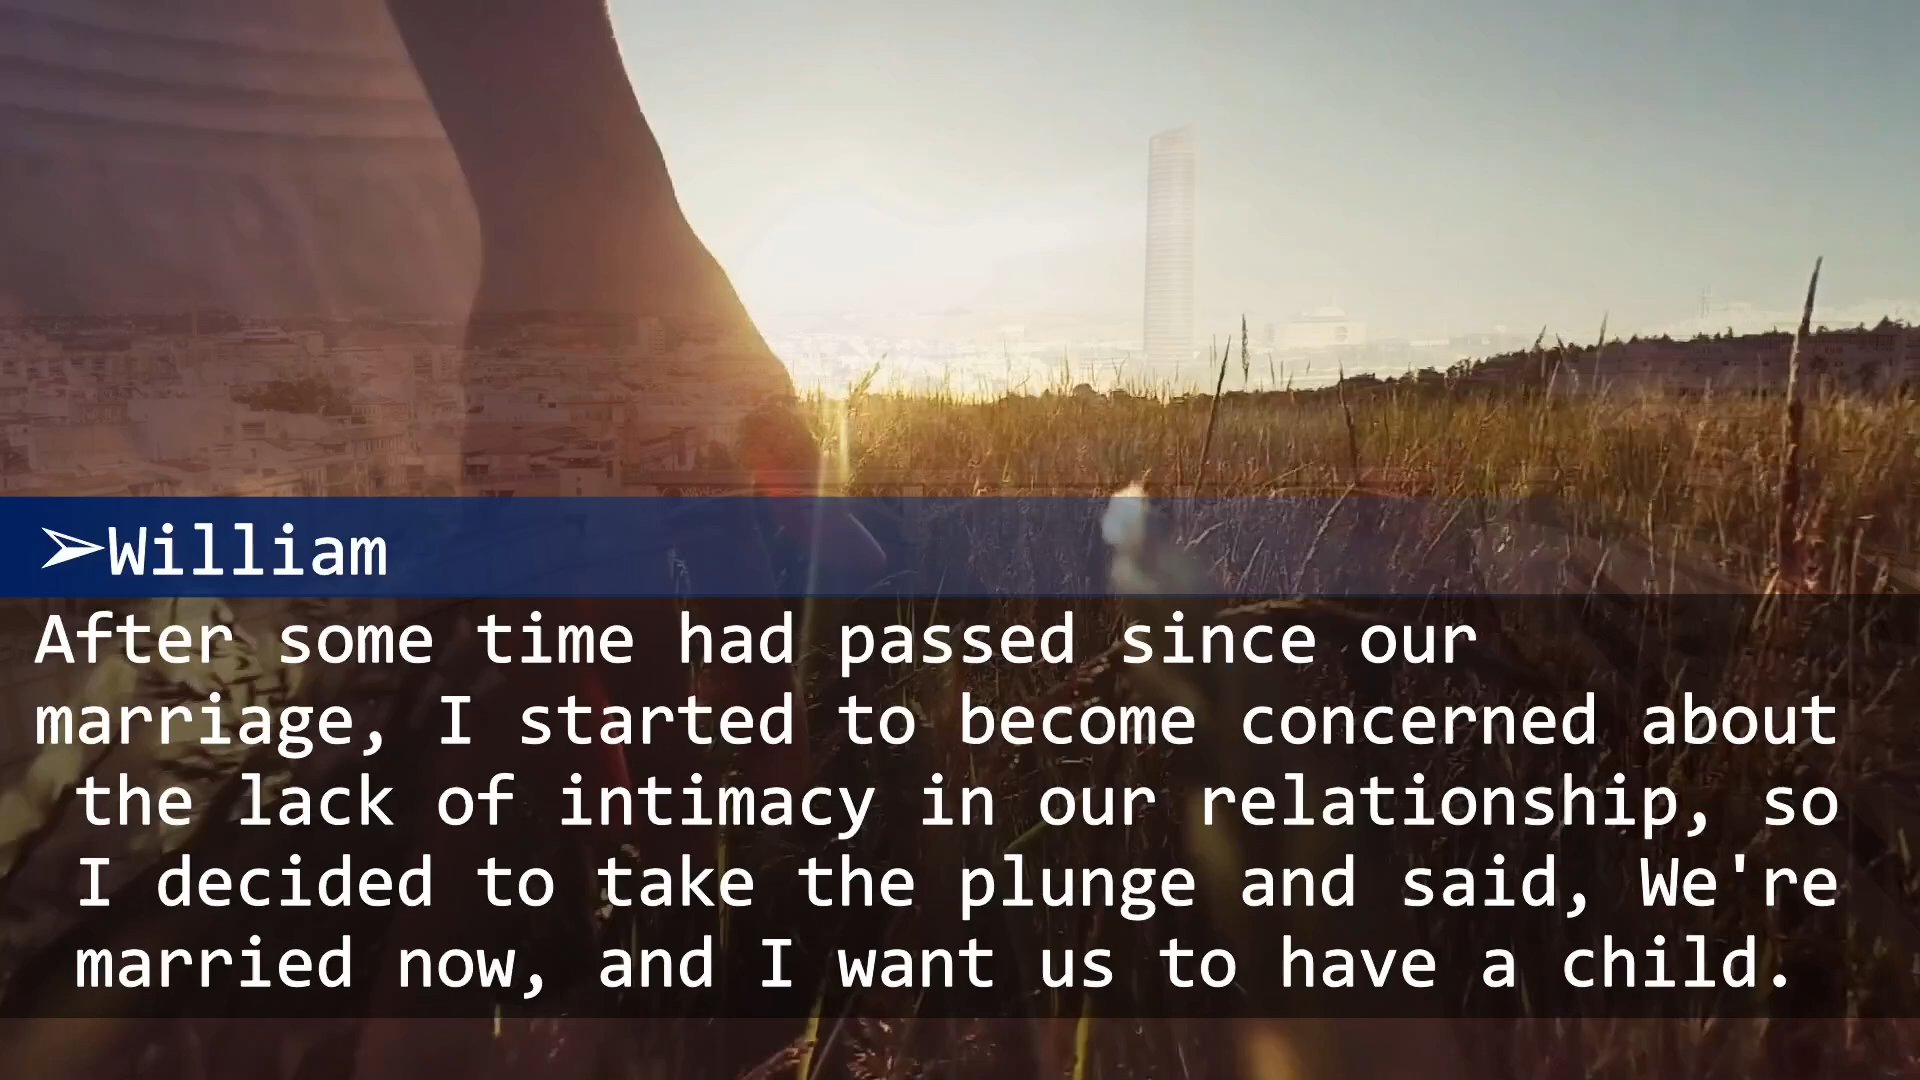 ➢William
After some time had passed since our
marriage, I started to become concerned about
the lack of intimacy in our relationship, so
I decided to take the plunge and said, We're
married now, and I want us to have a child.